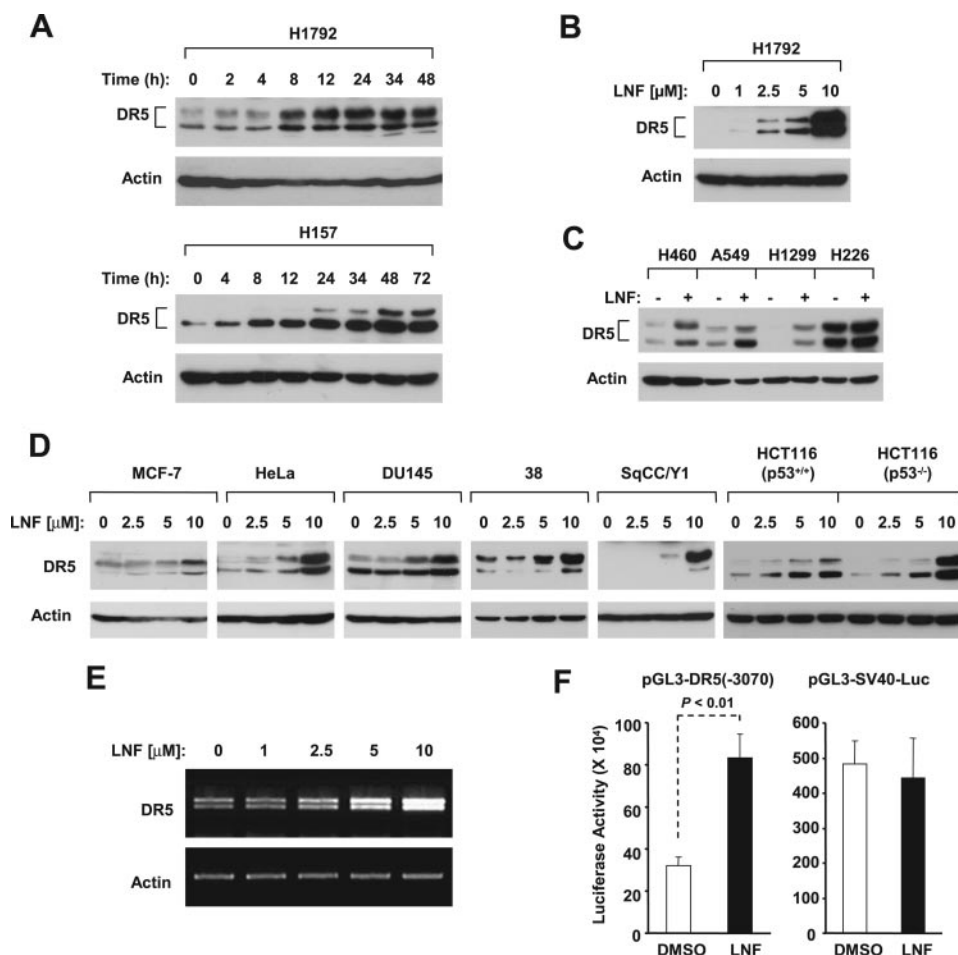 A
H1792
Time (h): 0 2 4 8 12 24 34 48
DR5
Actin
H157
Time (h): 0 4 8 12 24 34 48 72
DR5
Actin
B
H1792
LNF [µM]: 0 1 2.5 5 10
DR5
Actin
C
H460 A549 H1299 H226
LNF: - + - + - + - +
DR5
Actin
D
MCF-7 HeLa DU145 38 SqCC/Y1 HCT116 (p53+/+) HCT116 (p53-/-)
LNF [µM]: 0 2.5 5 10 0 2.5 5 10 0 2.5 5 10 0 2.5 5 10 0 2.5 5 10 0 2.5 5 10 0 2.5 5 10
DR5
Actin
E
LNF [µM]: 0 1 2.5 5 10
DR5
Actin
F
pGL3-DR5(-3070) pGL3-SV40-Luc
P < 0.01
Luciferase Activity (X 10⁴)
100
80
60
40
20
0
DMSO LNF
600
500
400
300
200
100
0
DMSO LNF